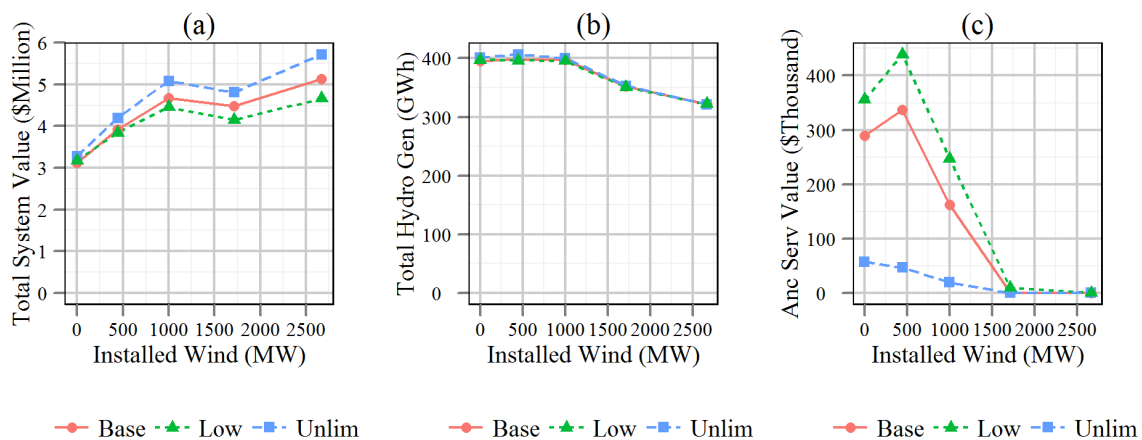 (a)
Total System Value ($Million)
6
5
4
3
2
1
0
0 500 1000 1500 2000 2500
Installed Wind (MW)
Base Low Unlim
(b)
Total Hydro Gen (GWh)
400
300
200
100
0
0 500 1000 1500 2000 2500
Installed Wind (MW)
Base Low Unlim
(c)
Anc Serv Value ($Thousand)
400
300
200
100
0
0 500 1000 1500 2000 2500
Installed Wind (MW)
Base Low Unlim